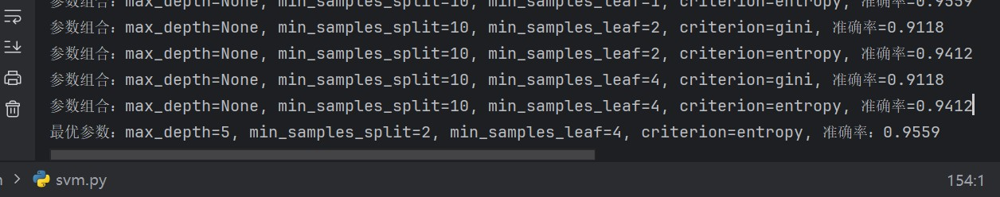 参数组合：max_depth=None, min_samples_split=10, min_samples_leaf=1, criterion=entropy, 准确率=0.9559
参数组合：max_depth=None, min_samples_split=10, min_samples_leaf=2, criterion=gini, 准确率=0.9118
参数组合：max_depth=None, min_samples_split=10, min_samples_leaf=2, criterion=entropy, 准确率=0.9412
参数组合：max_depth=None, min_samples_split=10, min_samples_leaf=4, criterion=gini, 准确率=0.9118
参数组合：max_depth=None, min_samples_split=10, min_samples_leaf=4, criterion=entropy, 准确率=0.9412
最优参数：max_depth=5, min_samples_split=2, min_samples_leaf=4, criterion=entropy, 准确率：0.9559
svm.py 154:1